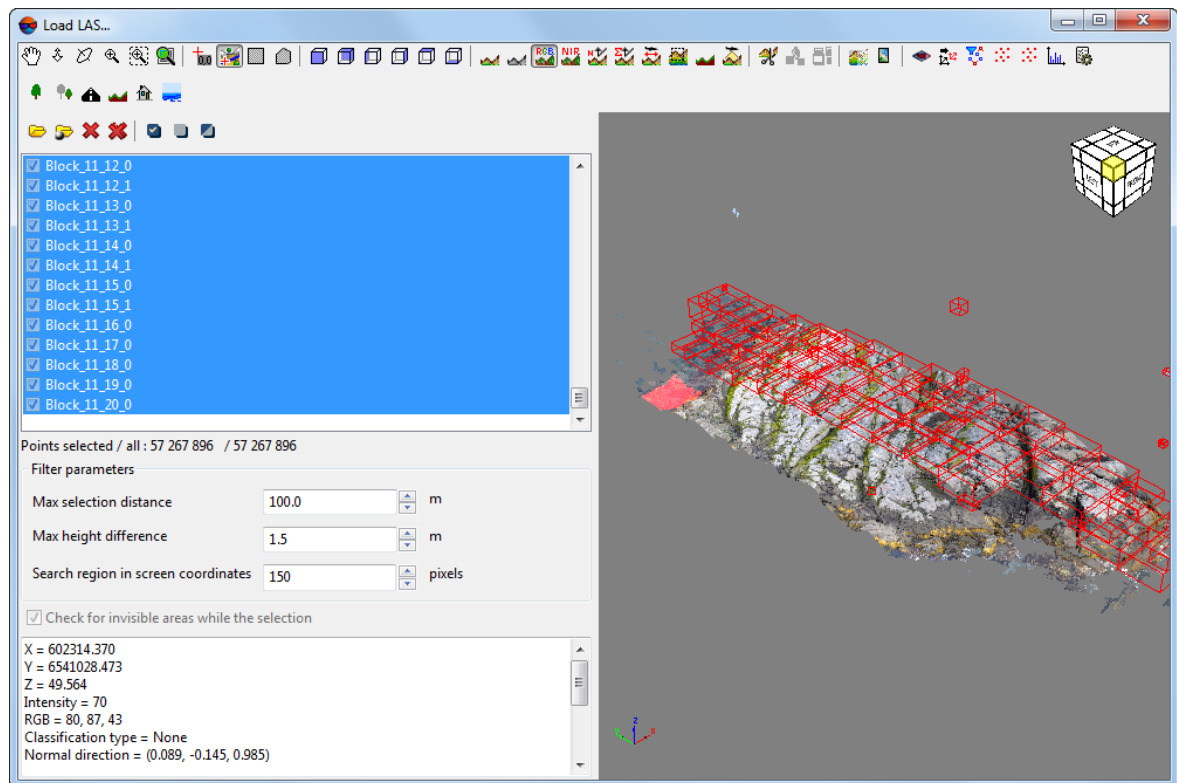 Load LAS...
RGB NIR
Block_11_12_0
Block_11_12_1
Block_11_13_0
Block_11_13_1
Block_11_14_0
Block_11_14_1
Block_11_15_0
Block_11_15_1
Block_11_16_0
Block_11_17_0
Block_11_18_0
Block_11_19_0
Block_11_20_0
Points selected / all : 57 267 896 / 57 267 896
Filter parameters
Max selection distance 100.0 m
Max height difference 1.5 m
Search region in screen coordinates 150 pixels
Check for invisible areas while the selection
X = 602314.370
Y = 6541028.473
Z = 49.564
Intensity = 70
RGB = 80, 87, 43
Classification type = None
Normal direction = (0.089, -0.145, 0.985)
z